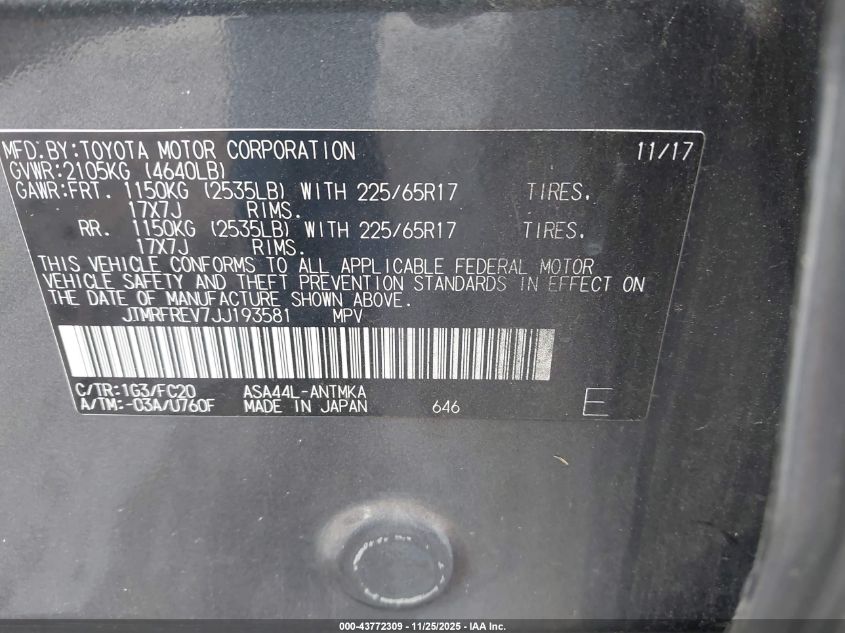 MFD. BY: TOYOTA MOTOR CORPORATION 11/17
GVWR: 2105KG (4640LB)
GAWR: FRT. 1150KG (2535LB) WITH 225/65R17 TIRES.
17X7J RIMS.
RR. 1150KG (2535LB) WITH 225/65R17 TIRES.
17X7J RIMS.
THIS VEHICLE CONFORMS TO ALL APPLICABLE FEDERAL MOTOR
VEHICLE SAFETY AND THEFT PREVENTION STANDARDS IN EFFECT ON
THE DATE OF MANUFACTURE SHOWN ABOVE.
JTMRFREV7JJ193581 MPV
C/TR: 1G3/FC20 ASA44L-ANTMKA
A/TM: -03A/U760F MADE IN JAPAN 646 E
000-43772309 - 11/25/2025 - IAA Inc.